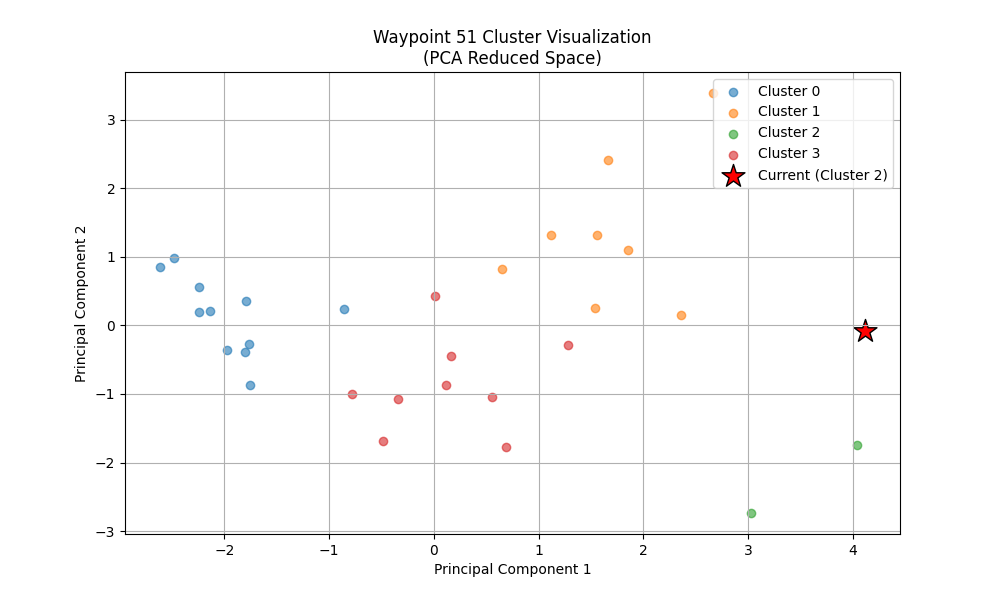 Waypoint 51 Cluster Visualization
(PCA Reduced Space)
Cluster 0
Cluster 1
Cluster 2
Cluster 3
Current (Cluster 2)
Principal Component 2
3
2
1
0
−1
−2
−3
−2
−1
0
1
2
3
4
Principal Component 1